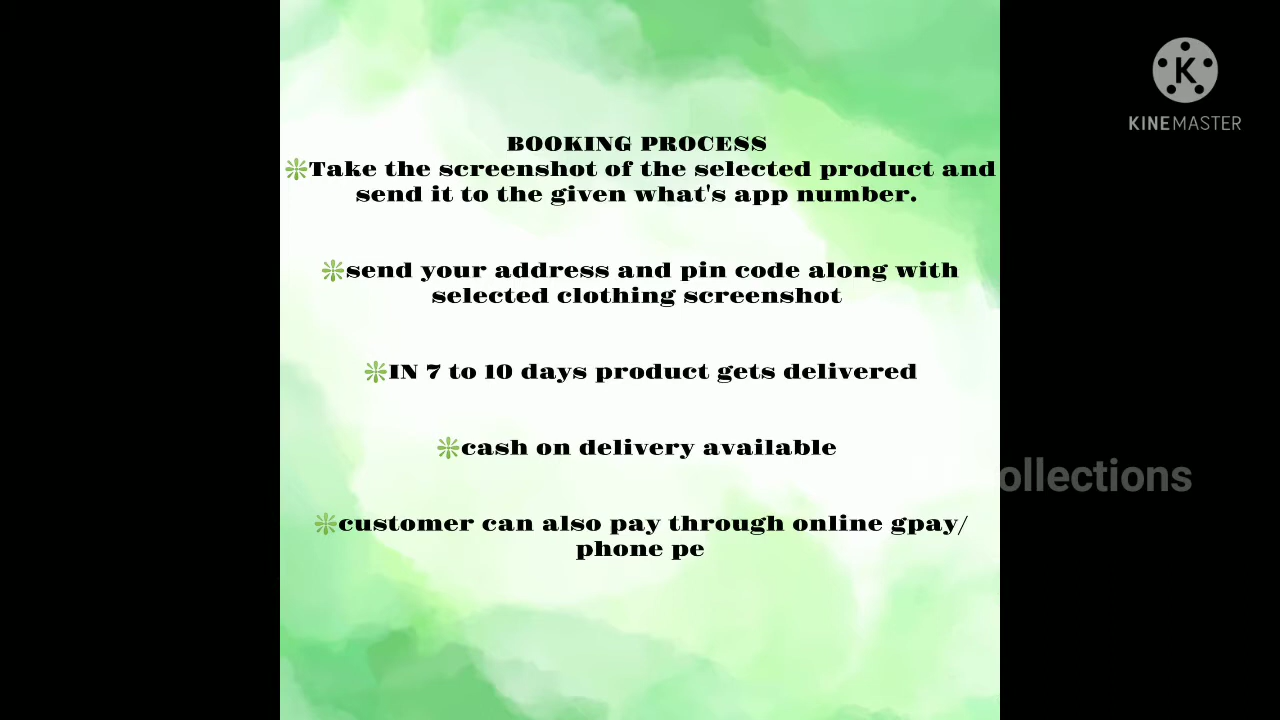 BOOKING PROCESS
❇Take the screenshot of the selected product and
send it to the given what's app number.
❇send your address and pin code along with
selected clothing screenshot
❇IN 7 to 10 days product gets delivered
❇cash on delivery available
❇customer can also pay through online gpay/
phone pe
K
KINEMASTER
ollections